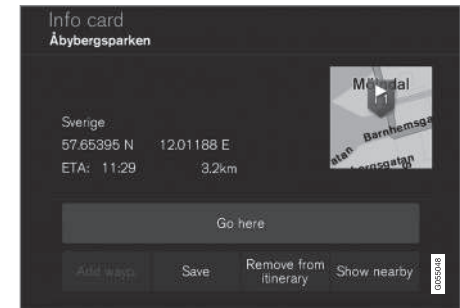 Info card
Åbybergsparken
Mölndal
Barnhemsga
Sverige
57.65395 N 12.01188 E
atan
ETA: 11:29 3.2km
Go here
Add wayp.
Save
Remove from
itinerary
Show nearby
G055048